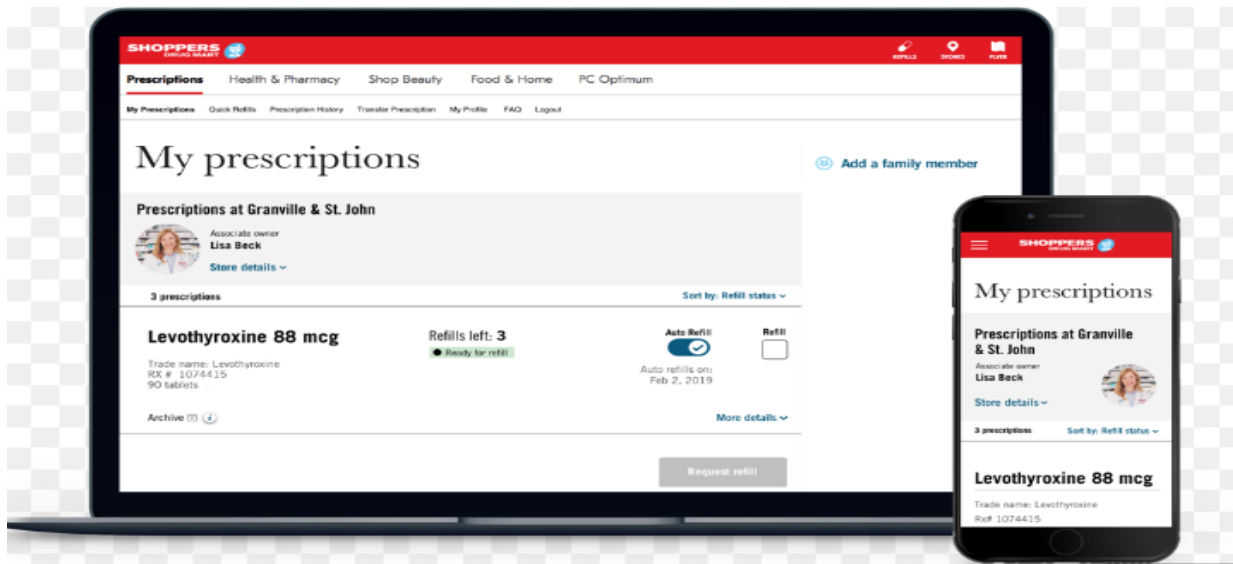 SHOPPERS
DRUG MART
REFILLS STORES FLYER
Prescriptions Health & Pharmacy Shop Beauty Food & Home PC Optimum
My Prescriptions Quick Refills Prescription History Transfer Prescription My Profile FAQ Logout
My prescriptions
Add a family member
Prescriptions at Granville & St. John
Associate owner
Lisa Beck
Store details
3 prescriptions Sort by: Refill status
Levothyroxine 88 mcg
Trade name: Levothyroxine
RX # 1074415
90 tablets
Refills left: 3
Ready for refill
Auto Refill
Auto refills on:
Feb 2, 2019
Refill
Archive
More details
Request refill
SHOPPERS
DRUG MART
My prescriptions
Prescriptions at Granville
& St. John
Associate owner
Lisa Beck
Store details
3 prescriptions Sort by: Refill status
Levothyroxine 88 mcg
Trade name: Levothyroxine
Rx# 1074415